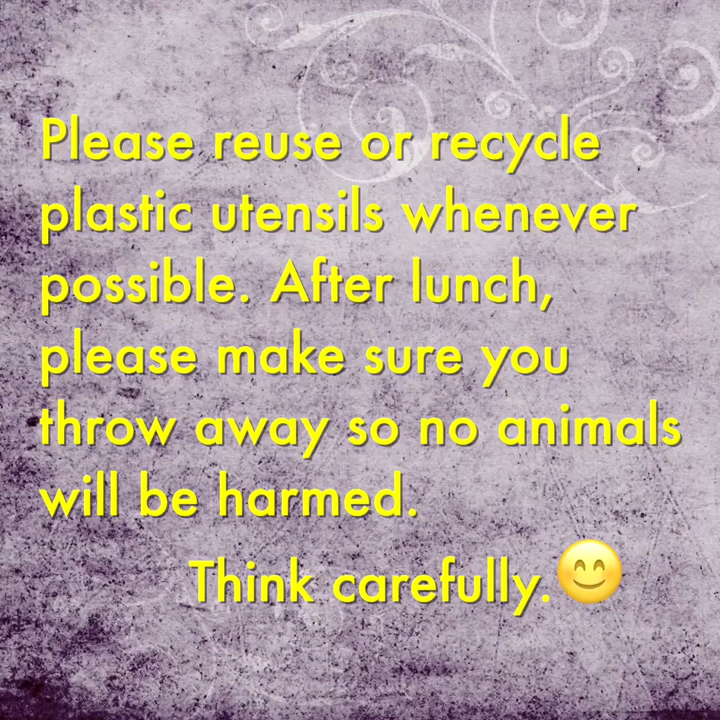 Please reuse or recycle
plastic utensils whenever
possible. After lunch,
please make sure you
throw away so no animals
will be harmed.
Think carefully.😊